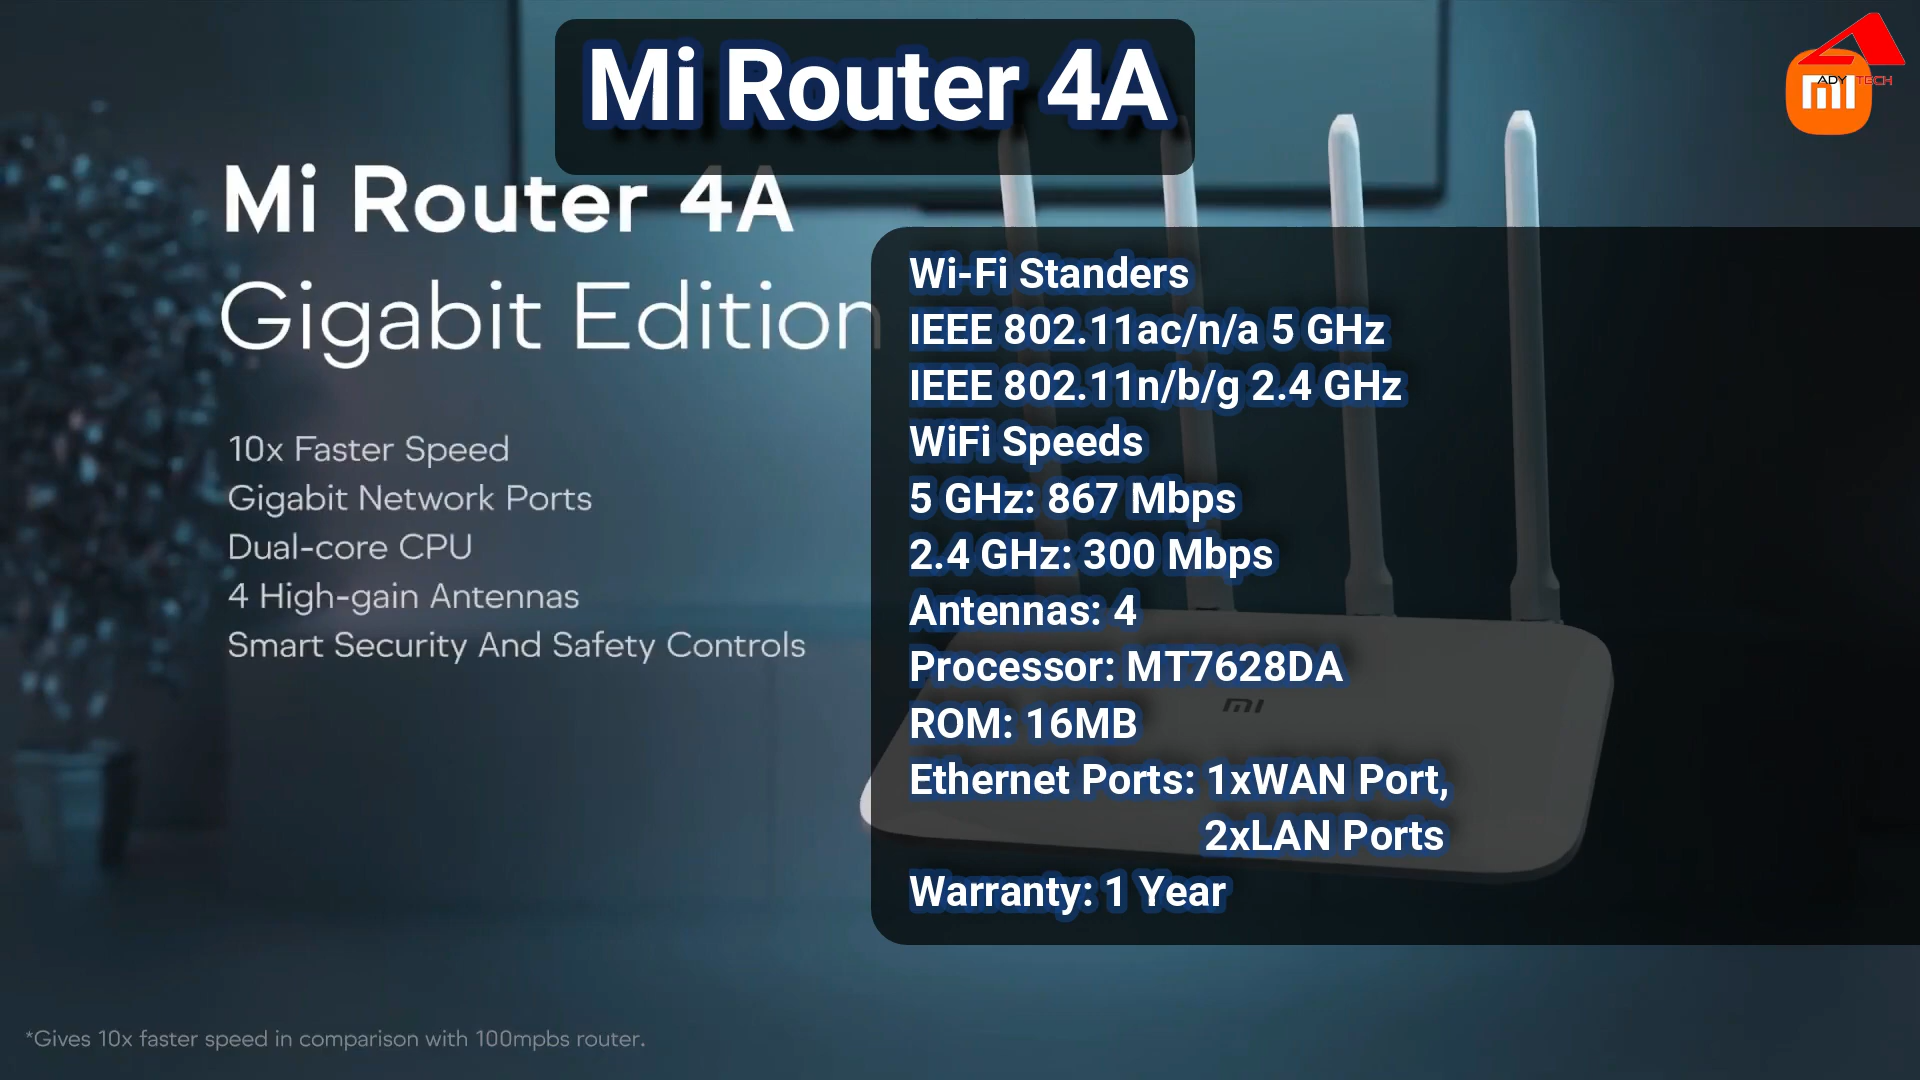 Mi Router 4A
ADY TECH
Mi Router 4A
Gigabit Edition
10x Faster Speed
Gigabit Network Ports
Dual-core CPU
4 High-gain Antennas
Smart Security And Safety Controls
Wi-Fi Standers
IEEE 802.11ac/n/a 5 GHz
IEEE 802.11n/b/g 2.4 GHz
WiFi Speeds
5 GHz: 867 Mbps
2.4 GHz: 300 Mbps
Antennas: 4
Processor: MT7628DA
ROM: 16MB
Ethernet Ports: 1xWAN Port,
2xLAN Ports
Warranty: 1 Year
mi
*Gives 10x faster speed in comparison with 100mpbs router.